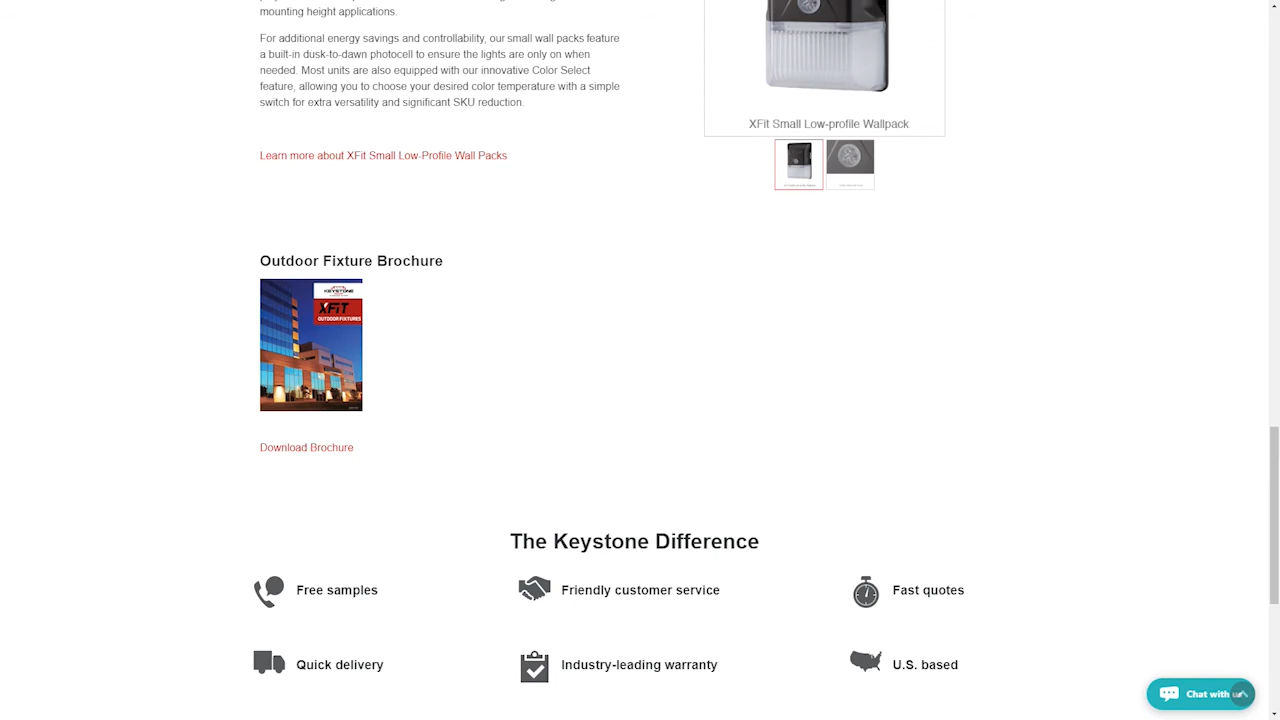 mounting height applications.
For additional energy savings and controllability, our small wall packs feature
a built-in dusk-to-dawn photocell to ensure the lights are only on when
needed. Most units are also equipped with our innovative Color Select
feature, allowing you to choose your desired color temperature with a simple
switch for extra versatility and significant SKU reduction.
Learn more about XFit Small Low-Profile Wall Packs
XFit Small Low-profile Wallpack
Outdoor Fixture Brochure
KEYSTONE
XFIT
OUTDOOR FIXTURES
Download Brochure
The Keystone Difference
Free samples
Friendly customer service
Fast quotes
Quick delivery
Industry-leading warranty
U.S. based
Chat with us